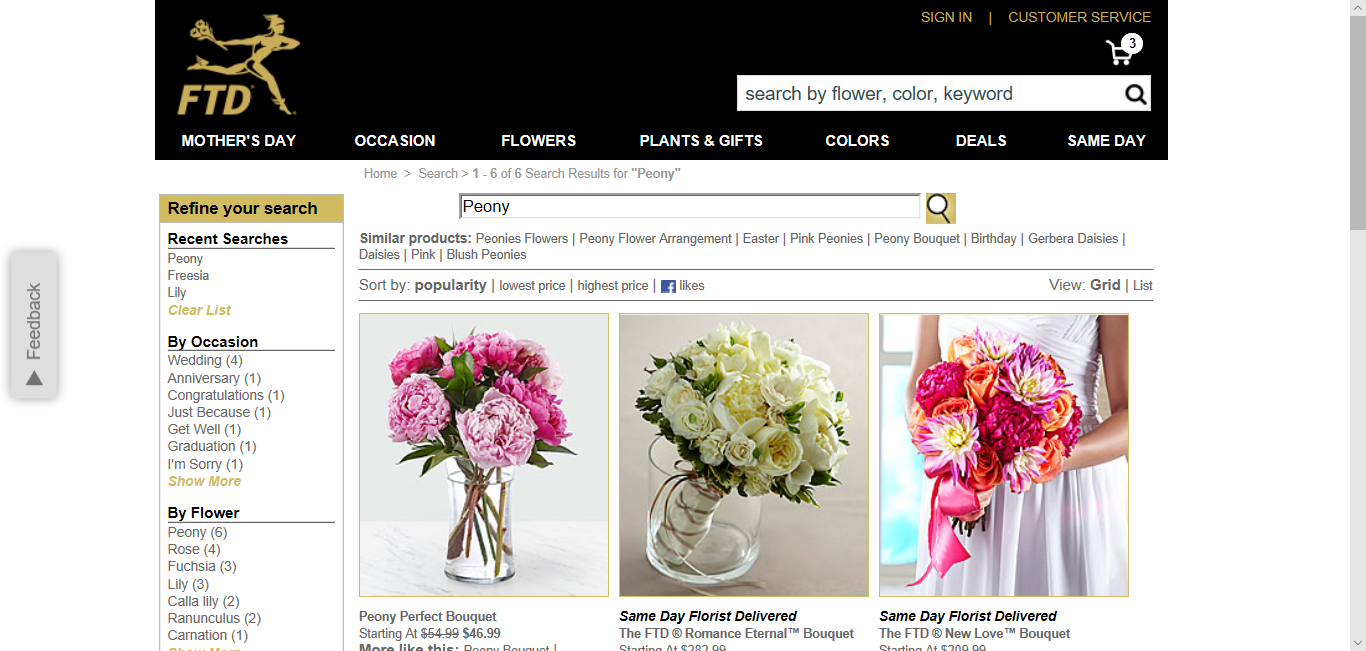 SIGN IN | CUSTOMER SERVICE
3
FTD
search by flower, color, keyword
MOTHER'S DAY OCCASION FLOWERS PLANTS & GIFTS COLORS DEALS SAME DAY
Home > Search > 1 - 6 of 6 Search Results for "Peony"
Refine your search
Recent Searches
Peony
Freesia
Lily
Clear List
By Occasion
Wedding (4)
Anniversary (1)
Congratulations (1)
Just Because (1)
Get Well (1)
Graduation (1)
I'm Sorry (1)
Show More
By Flower
Peony (6)
Rose (4)
Fuchsia (3)
Lily (3)
Calla lily (2)
Ranunculus (2)
Carnation (1)
Show More
Feedback
Peony
Similar products: Peonies Flowers | Peony Flower Arrangement | Easter | Pink Peonies | Peony Bouquet | Birthday | Gerbera Daisies |
Daisies | Pink | Blush Peonies
Sort by: popularity | lowest price | highest price | f likes
View: Grid | List
Peony Perfect Bouquet
Starting At $54.99 $46.99
More like this: Peony Bouquet |
Same Day Florist Delivered
The FTD ® Romance Eternal™ Bouquet
Starting At $282.99
Same Day Florist Delivered
The FTD ® New Love™ Bouquet
Starting At $209.99